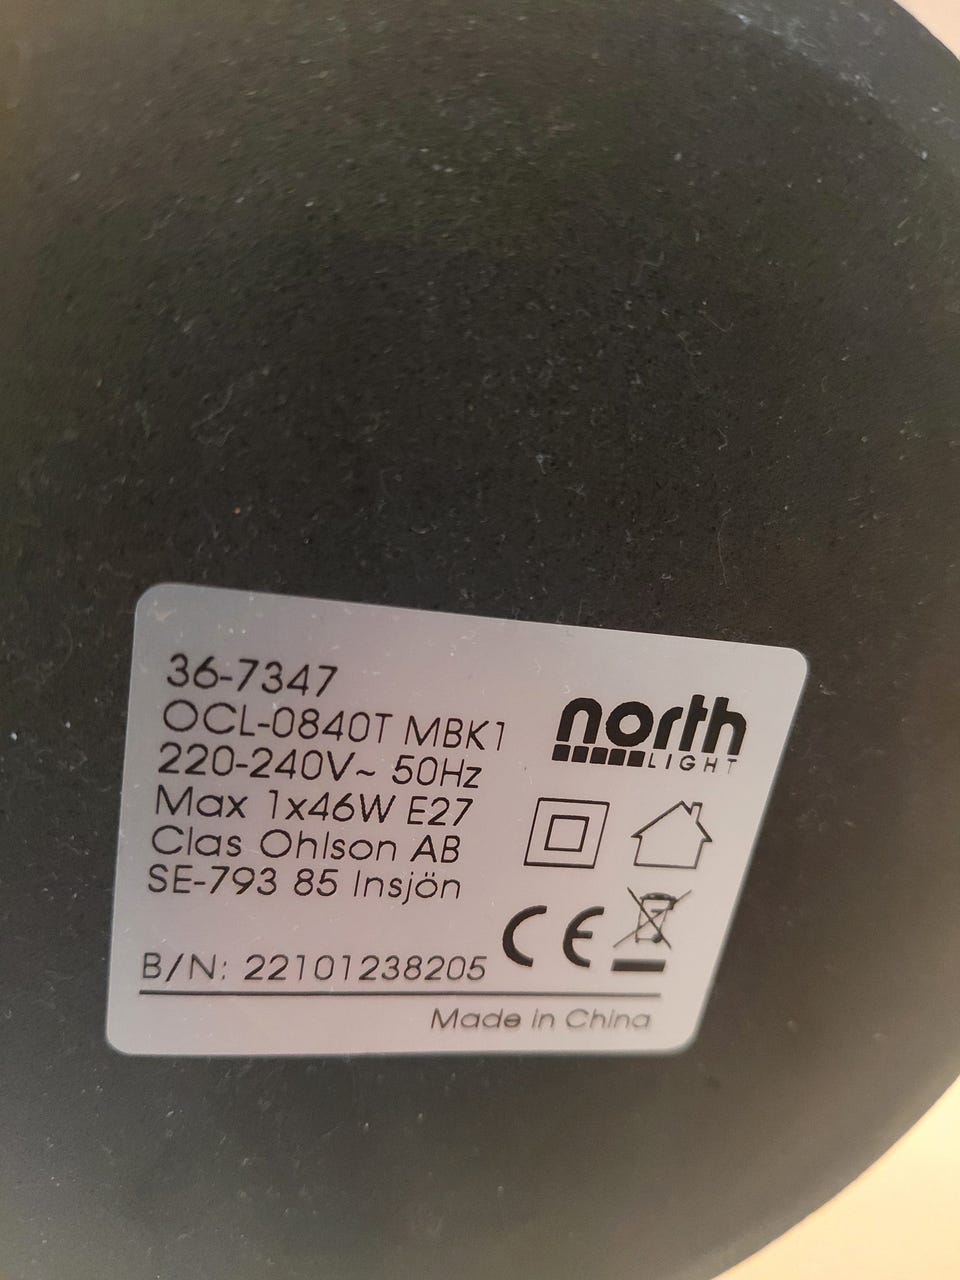 36-7347
OCL-0840T MBK1
220-240V~ 50Hz
Max 1x46W E27
Clas Ohlson AB
SE-793 85 Insjön
north
LIGHT
CE
B/N: 22101238205
Made in China